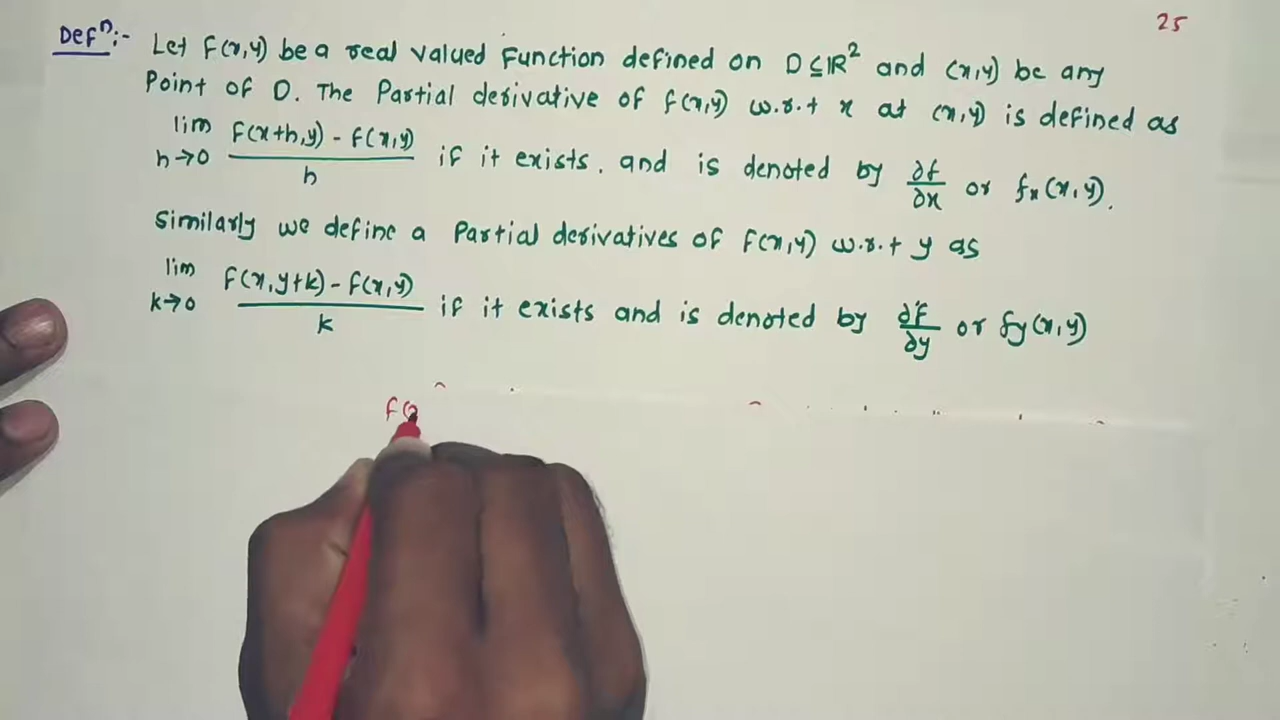 25
Defⁿ:- Let f(x,y) be a real valued Function defined on D⊆ℝ² and (x,y) be any
Point of D. The Partial derivative of f(x,y) w.r.t x at (x,y) is defined as
lim h→0 f(x+h,y) - f(x,y) / h if it exists. and is denoted by ∂f/∂x or fₓ(x,y).
Similarly we define a Partial derivatives of f(x,y) w.r.t y as
lim k→0 f(x,y+k) - f(x,y) / k if it exists and is denoted by ∂f/∂y or fy(x,y)
f(